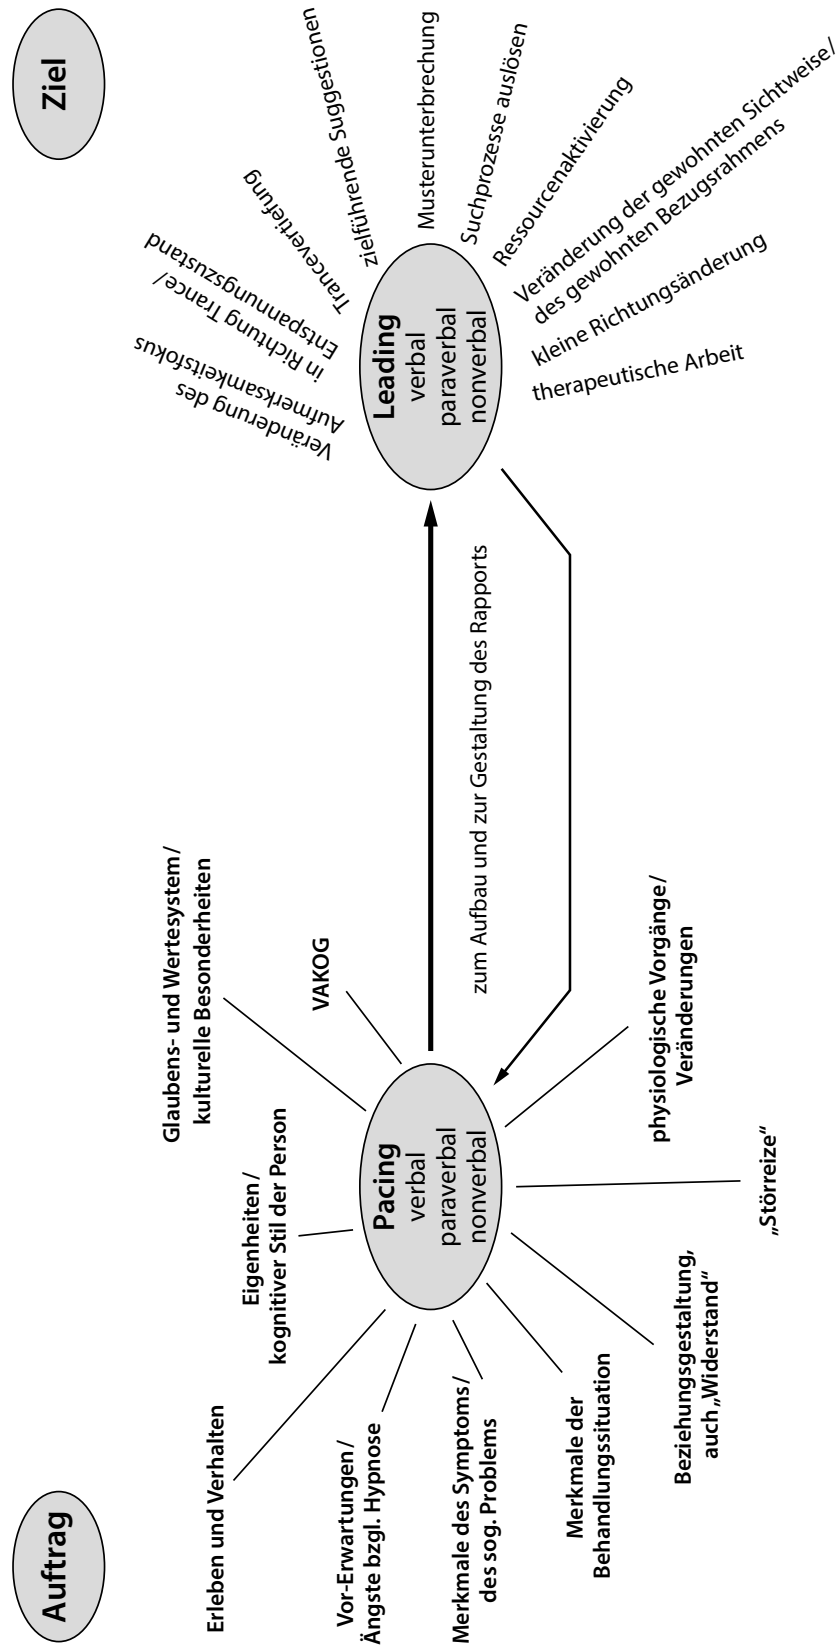 Auftrag
Ziel
Erleben und Verhalten
Eigenheiten/
kognitiver Stil der Person
Glaubens- und Wertesystem/
kulturelle Besonderheiten
VAKOG
Vor-Erwartungen/
Ängste bzgl. Hypnose
Merkmale des Symptoms/
des sog. Problems
Merkmale der
Behandlungssituation
Beziehungsgestaltung,
auch „Widerstand“
„Störreize“
physiologische Vorgänge/
Veränderungen
Pacing
verbal
paraverbal
nonverbal
zum Aufbau und zur Gestaltung des Rapports
Leading
verbal
paraverbal
nonverbal
Veränderung des
Aufmerksamkeitsfokus
in Richtung Trance/
Entspannungszustand
Trancevertiefung
zielführende Suggestionen
Musterunterbrechung
Suchprozesse auslösen
Ressourcenaktivierung
Veränderung der gewohnten Sichtweise/
des gewohnten Bezugsrahmens
kleine Richtungsänderung
therapeutische Arbeit